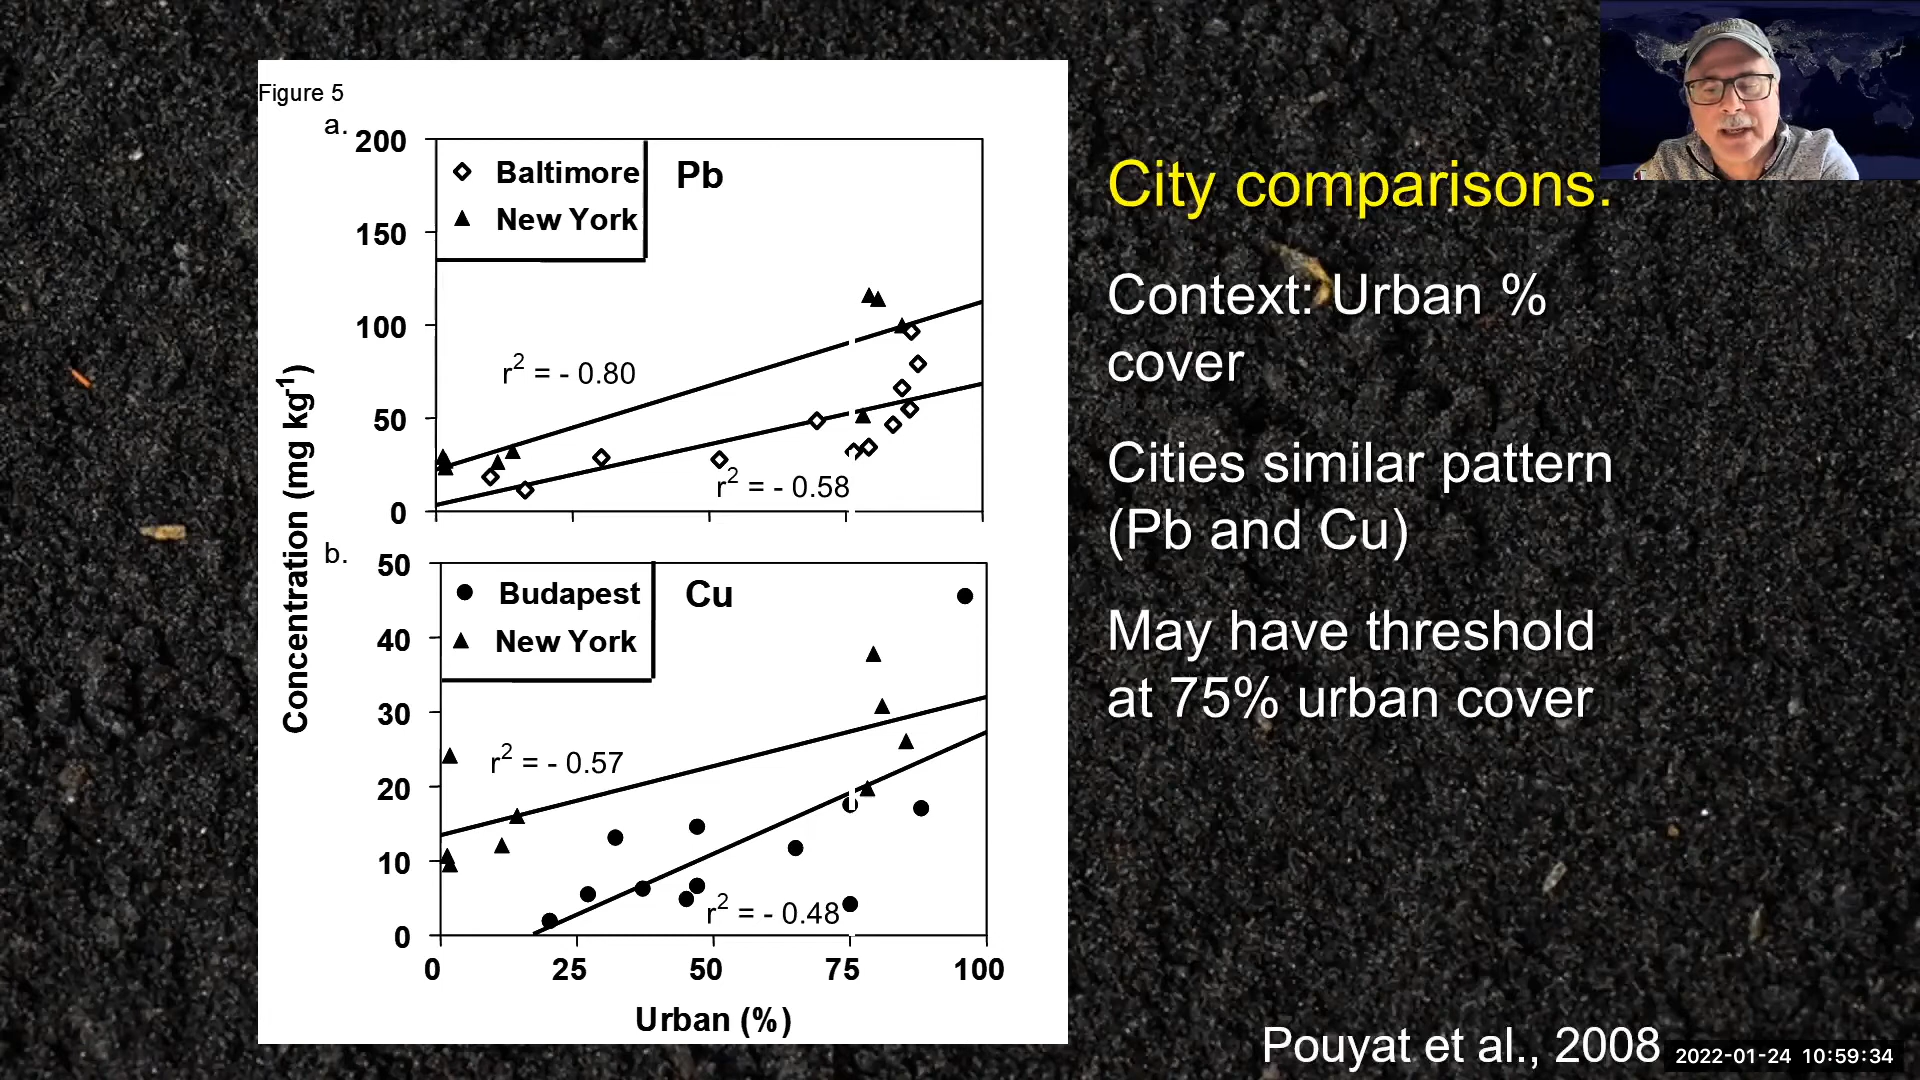 Figure 5
a.
200
150
100
50
0
Baltimore
New York
Pb
r2 = - 0.80
r2 = - 0.58
Concentration (mg kg-1)
b.
50
40
30
20
10
0
Budapest
New York
Cu
r2 = - 0.57
r2 = - 0.48
0 25 50 75 100
Urban (%)
City comparisons.
Context: Urban %
cover
Cities similar pattern
(Pb and Cu)
May have threshold
at 75% urban cover
Pouyat et al., 2008
2022-01-24 10:59:34